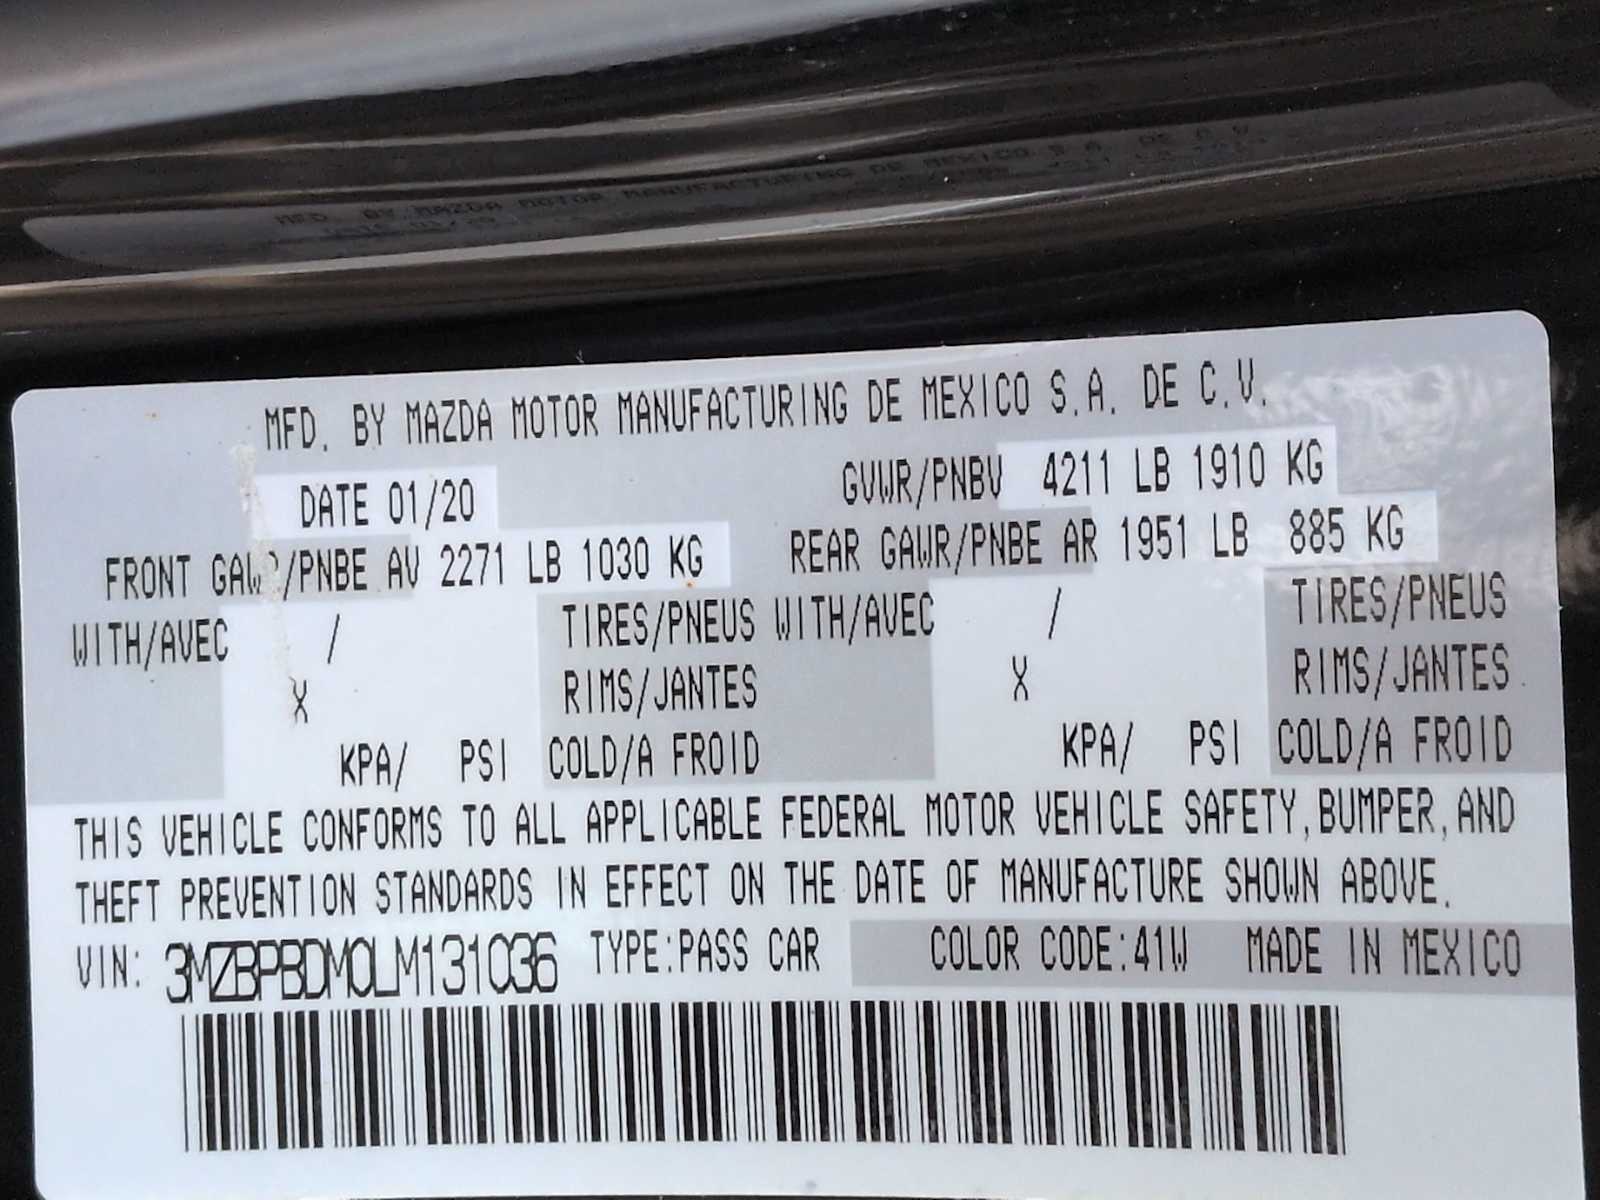 MFD. BY MAZDA MOTOR MANUFACTURING DE MEXICO S.A. DE C.V.
DATE 01/20 GVWR/PNBV 4211 LB 1910 KG
FRONT GAWR/PNBE AV 2271 LB 1030 KG REAR GAWR/PNBE AR 1951 LB 885 KG
WITH/AVEC / TIRES/PNEUS WITH/AVEC / TIRES/PNEUS
X RIMS/JANTES X RIMS/JANTES
KPA/ PSI COLD/A FROID KPA/ PSI COLD/A FROID
THIS VEHICLE CONFORMS TO ALL APPLICABLE FEDERAL MOTOR VEHICLE SAFETY, BUMPER, AND
THEFT PREVENTION STANDARDS IN EFFECT ON THE DATE OF MANUFACTURE SHOWN ABOVE.
VIN: 3MZBPBDM0LM131036 TYPE:PASS CAR COLOR CODE:41W MADE IN MEXICO